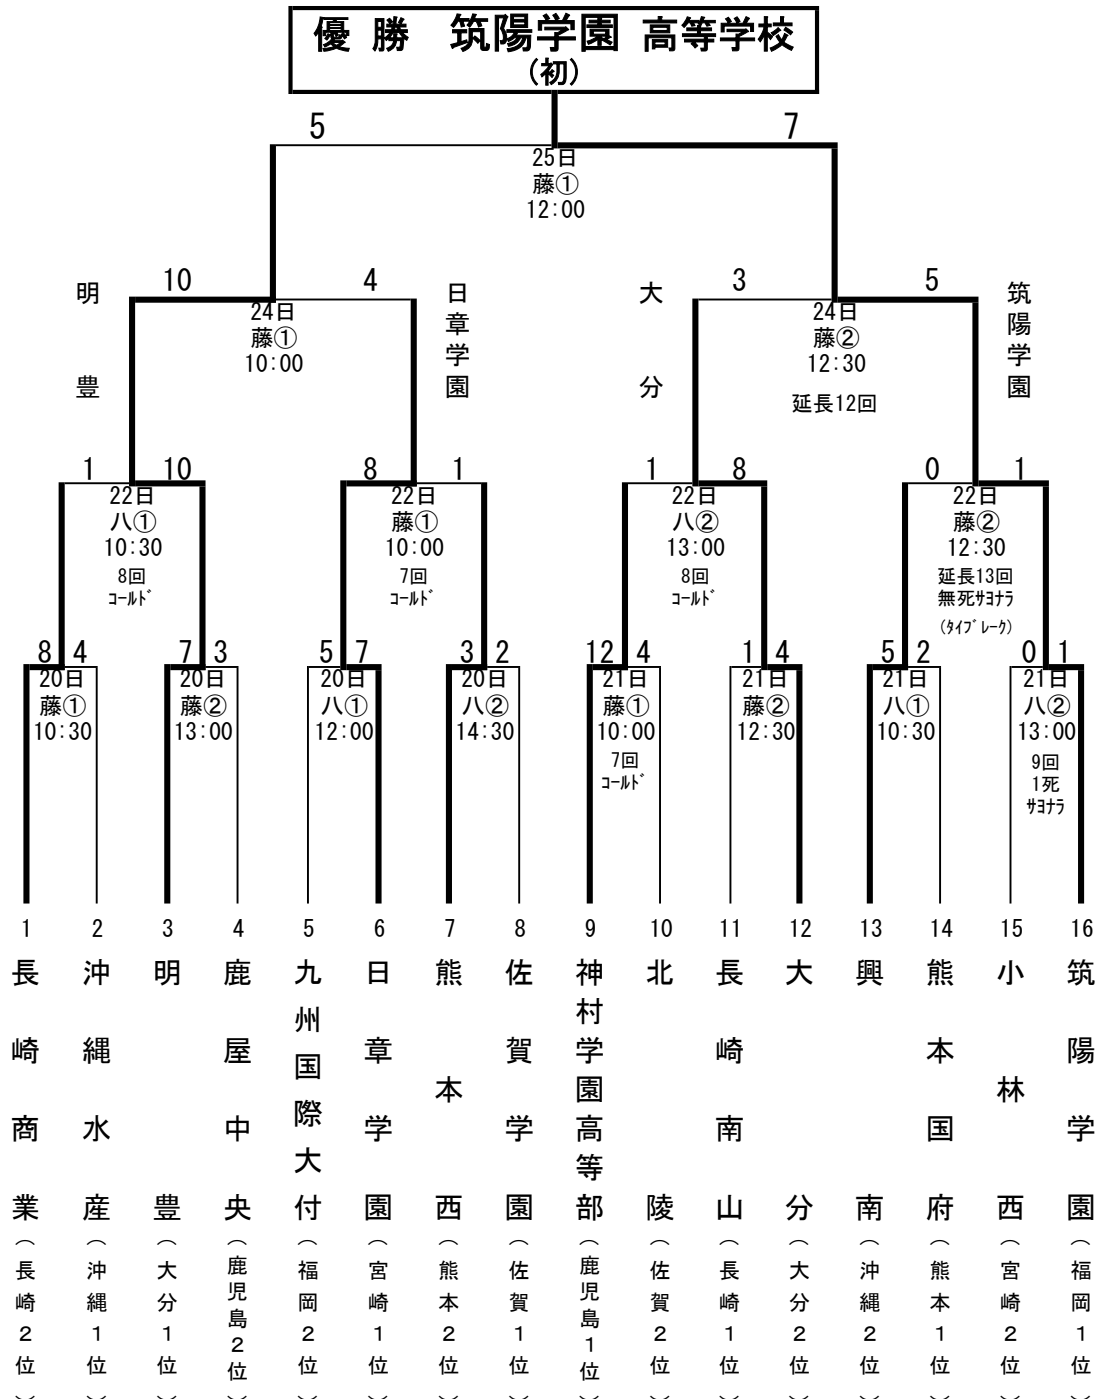 優勝 筑陽学園 高等学校
(初)
5 7
25日
藤①
12:00
明豊 10 4 日章学園 大分 3 5 筑陽学園
24日
藤①
10:00
24日
藤②
12:30
延長12回
1 10 8 1 1 8 0 1
22日
八①
10:30
8回
コールド
22日
藤①
10:00
7回
コールド
22日
八②
13:00
8回
コールド
22日
藤②
12:30
延長13回
無死サヨナラ
(タイブレーク)
8 4 7 3 5 7 3 2 12 4 1 4 5 2 0 1
20日
藤①
10:30
20日
藤②
13:00
20日
八①
12:00
20日
八②
14:30
21日
藤①
10:00
7回
コールド
21日
藤②
12:30
21日
八①
10:30
21日
八②
13:00
9回
1死
サヨナラ
1 2 3 4 5 6 7 8 9 10 11 12 13 14 15 16
長崎商業(長崎2位)
沖縄水産(沖縄1位)
明豊(大分1位)
鹿屋中央(鹿児島2位)
九州国際大付(福岡2位)
日章学園(宮崎1位)
熊本西(熊本2位)
佐賀学園(佐賀1位)
神村学園高等部(鹿児島1位)
北陵(佐賀2位)
長崎南山(長崎1位)
大分(大分2位)
興南(沖縄2位)
熊本国府(熊本1位)
小林西(宮崎2位)
筑陽学園(福岡1位)